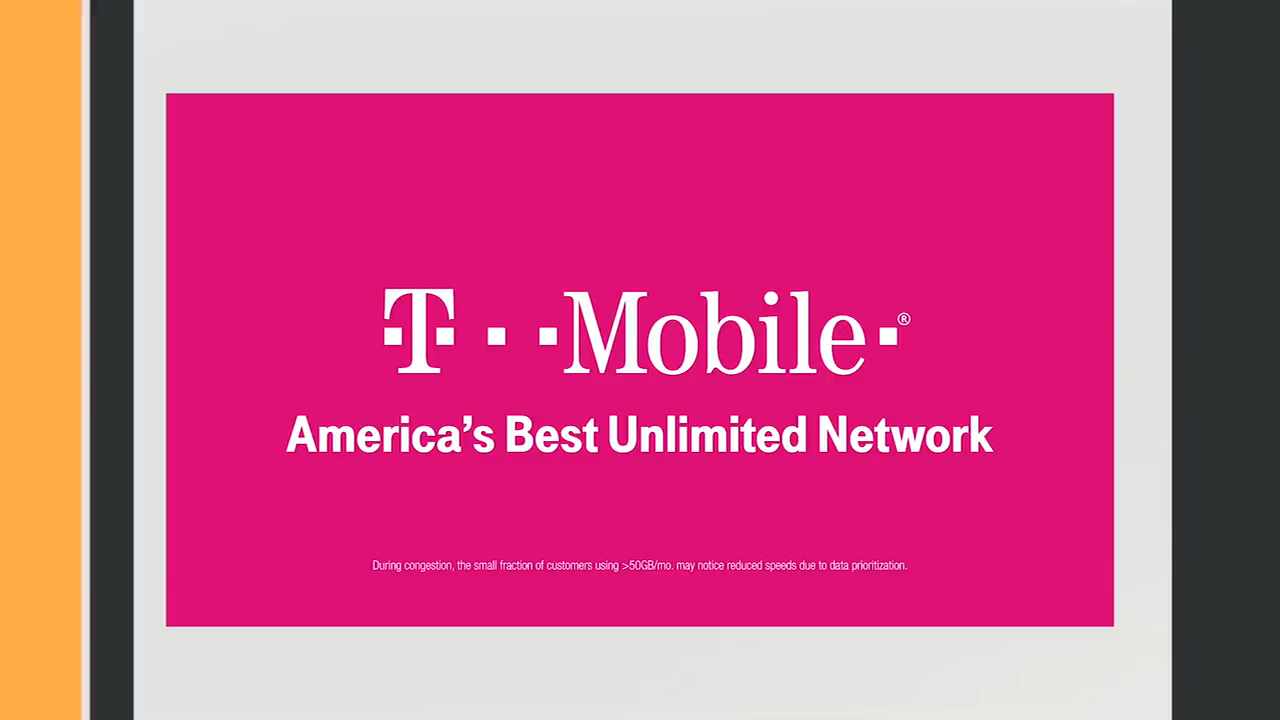 T · · Mobile ·®
America's Best Unlimited Network
During congestion, the small fraction of customers using >50GB/mo. may notice reduced speeds due to data prioritization.